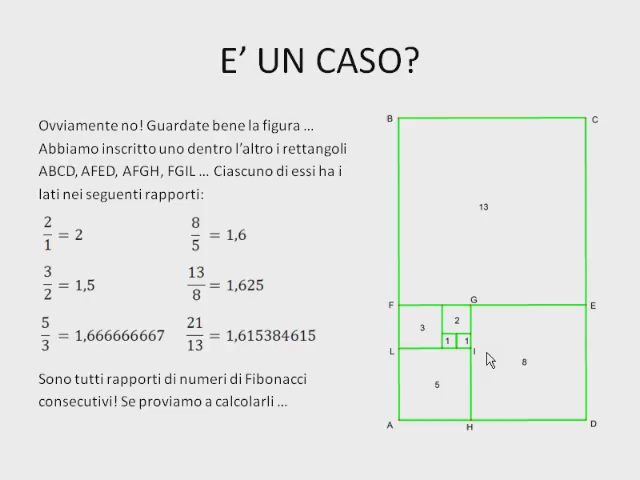 E' UN CASO?
Ovviamente no! Guardate bene la figura ...
Abbiamo inscritto uno dentro l'altro i rettangoli
ABCD, AFED, AFGH, FGIL ... Ciascuno di essi ha i
lati nei seguenti rapporti:
2/1 = 2
8/5 = 1,6
3/2 = 1,5
13/8 = 1,625
5/3 = 1,666666667
21/13 = 1,615384615
Sono tutti rapporti di numeri di Fibonacci
consecutivi! Se proviamo a calcolarli ...
B
C
13
F
G
E
3
2
1
1
L
I
8
5
A
H
D